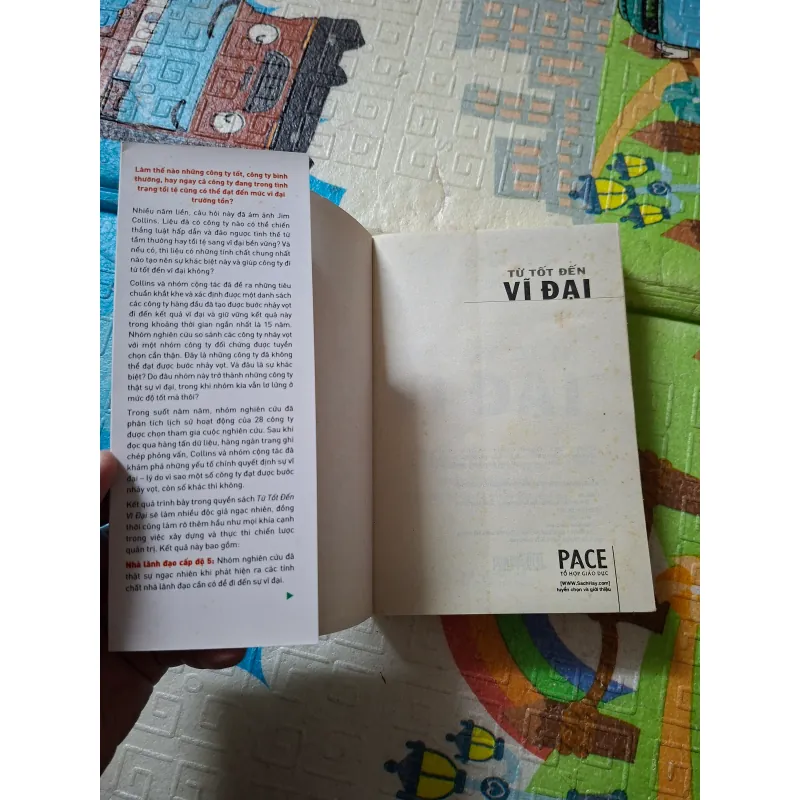 Làm thế nào những công ty tốt, công ty bình
thường, hay ngay cả công ty đang trong tình
trạng tồi tệ cũng có thể đạt đến mức vĩ đại
trường tồn?
Nhiều năm liền, câu hỏi này đã ám ảnh Jim
Collins. Liệu đã có công ty nào có thể chiến
thắng luật hấp dẫn và đảo ngược tình thế từ
tầm thường hay tồi tệ sang vĩ đại bền vững? Và
nếu có, thì liệu có những tính chất chung nhất
nào tạo nên sự khác biệt này và giúp công ty đi
từ tốt đến vĩ đại không?
Collins và nhóm cộng tác đã đề ra những tiêu
chuẩn khắt khe và xác định được một danh sách
các công ty hàng đầu đã tạo được bước nhảy vọt
đi đến kết quả vĩ đại và giữ vững kết quả này
trong khoảng thời gian ngắn nhất là 15 năm.
Nhóm nghiên cứu so sánh các công ty nhảy vọt
với một nhóm công ty đối chứng được tuyển
chọn cẩn thận. Đây là những công ty đã không
thể đạt được bước nhảy vọt. Và đâu là sự khác
biệt? Do đâu nhóm này trở thành những công ty
thật sự vĩ đại, trong khi nhóm kia vẫn lơ lửng ở
mức độ tốt mà thôi?
Trong suốt năm năm, nhóm nghiên cứu đã
phân tích lịch sử hoạt động của 28 công ty
được chọn tham gia cuộc nghiên cứu. Sau khi
đọc qua hàng tấn dữ liệu, hàng ngàn trang ghi
chép phỏng vấn, Collins và nhóm cộng tác đã
khám phá những yếu tố chính quyết định sự vĩ
đại – lý do vì sao một số công ty đạt được bước
nhảy vọt, còn số khác thì không.
Kết quả trình bày trong quyển sách Từ Tốt Đến
Vĩ Đại sẽ làm nhiều độc giả ngạc nhiên, đồng
thời cũng làm rõ thêm hầu như mọi khía cạnh
trong việc xây dựng và thực thi chiến lược
quản trị. Kết quả này bao gồm:
Nhà lãnh đạo cấp độ 5: Nhóm nghiên cứu đã
thật sự ngạc nhiên khi phát hiện ra các tính
chất nhà lãnh đạo cần có để đi đến sự vĩ đại.
TỪ TỐT ĐẾN
VĨ ĐẠI
PACE
TỔ HỢP GIÁO DỤC
[WWW.SachHay.com]
tuyển chọn và giới thiệu